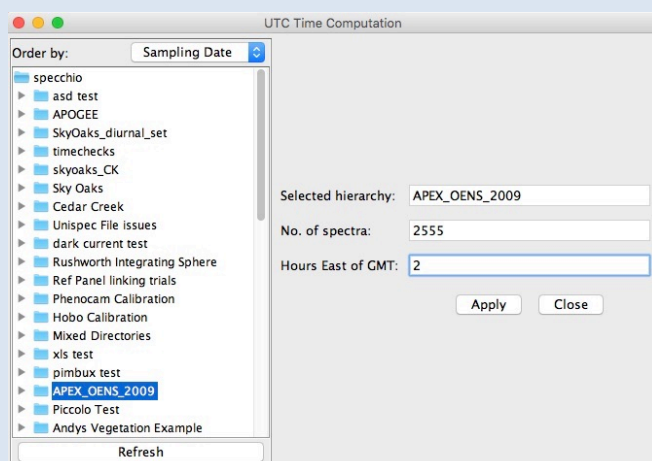 UTC Time Computation
Order by:
Sampling Date
specchio
asd test
APOGEE
SkyOaks_diurnal_set
timechecks
skyoaks_CK
Sky Oaks
Cedar Creek
Unispec File issues
dark current test
Rushworth Integrating Sphere
Ref Panel linking trials
Phenocam Calibration
Hobo Calibration
Mixed Directories
xls test
pimbux test
APEX_OENS_2009
Piccolo Test
Andys Vegetation Example
Refresh
Selected hierarchy: APEX_OENS_2009
No. of spectra: 2555
Hours East of GMT: 2
Apply Close